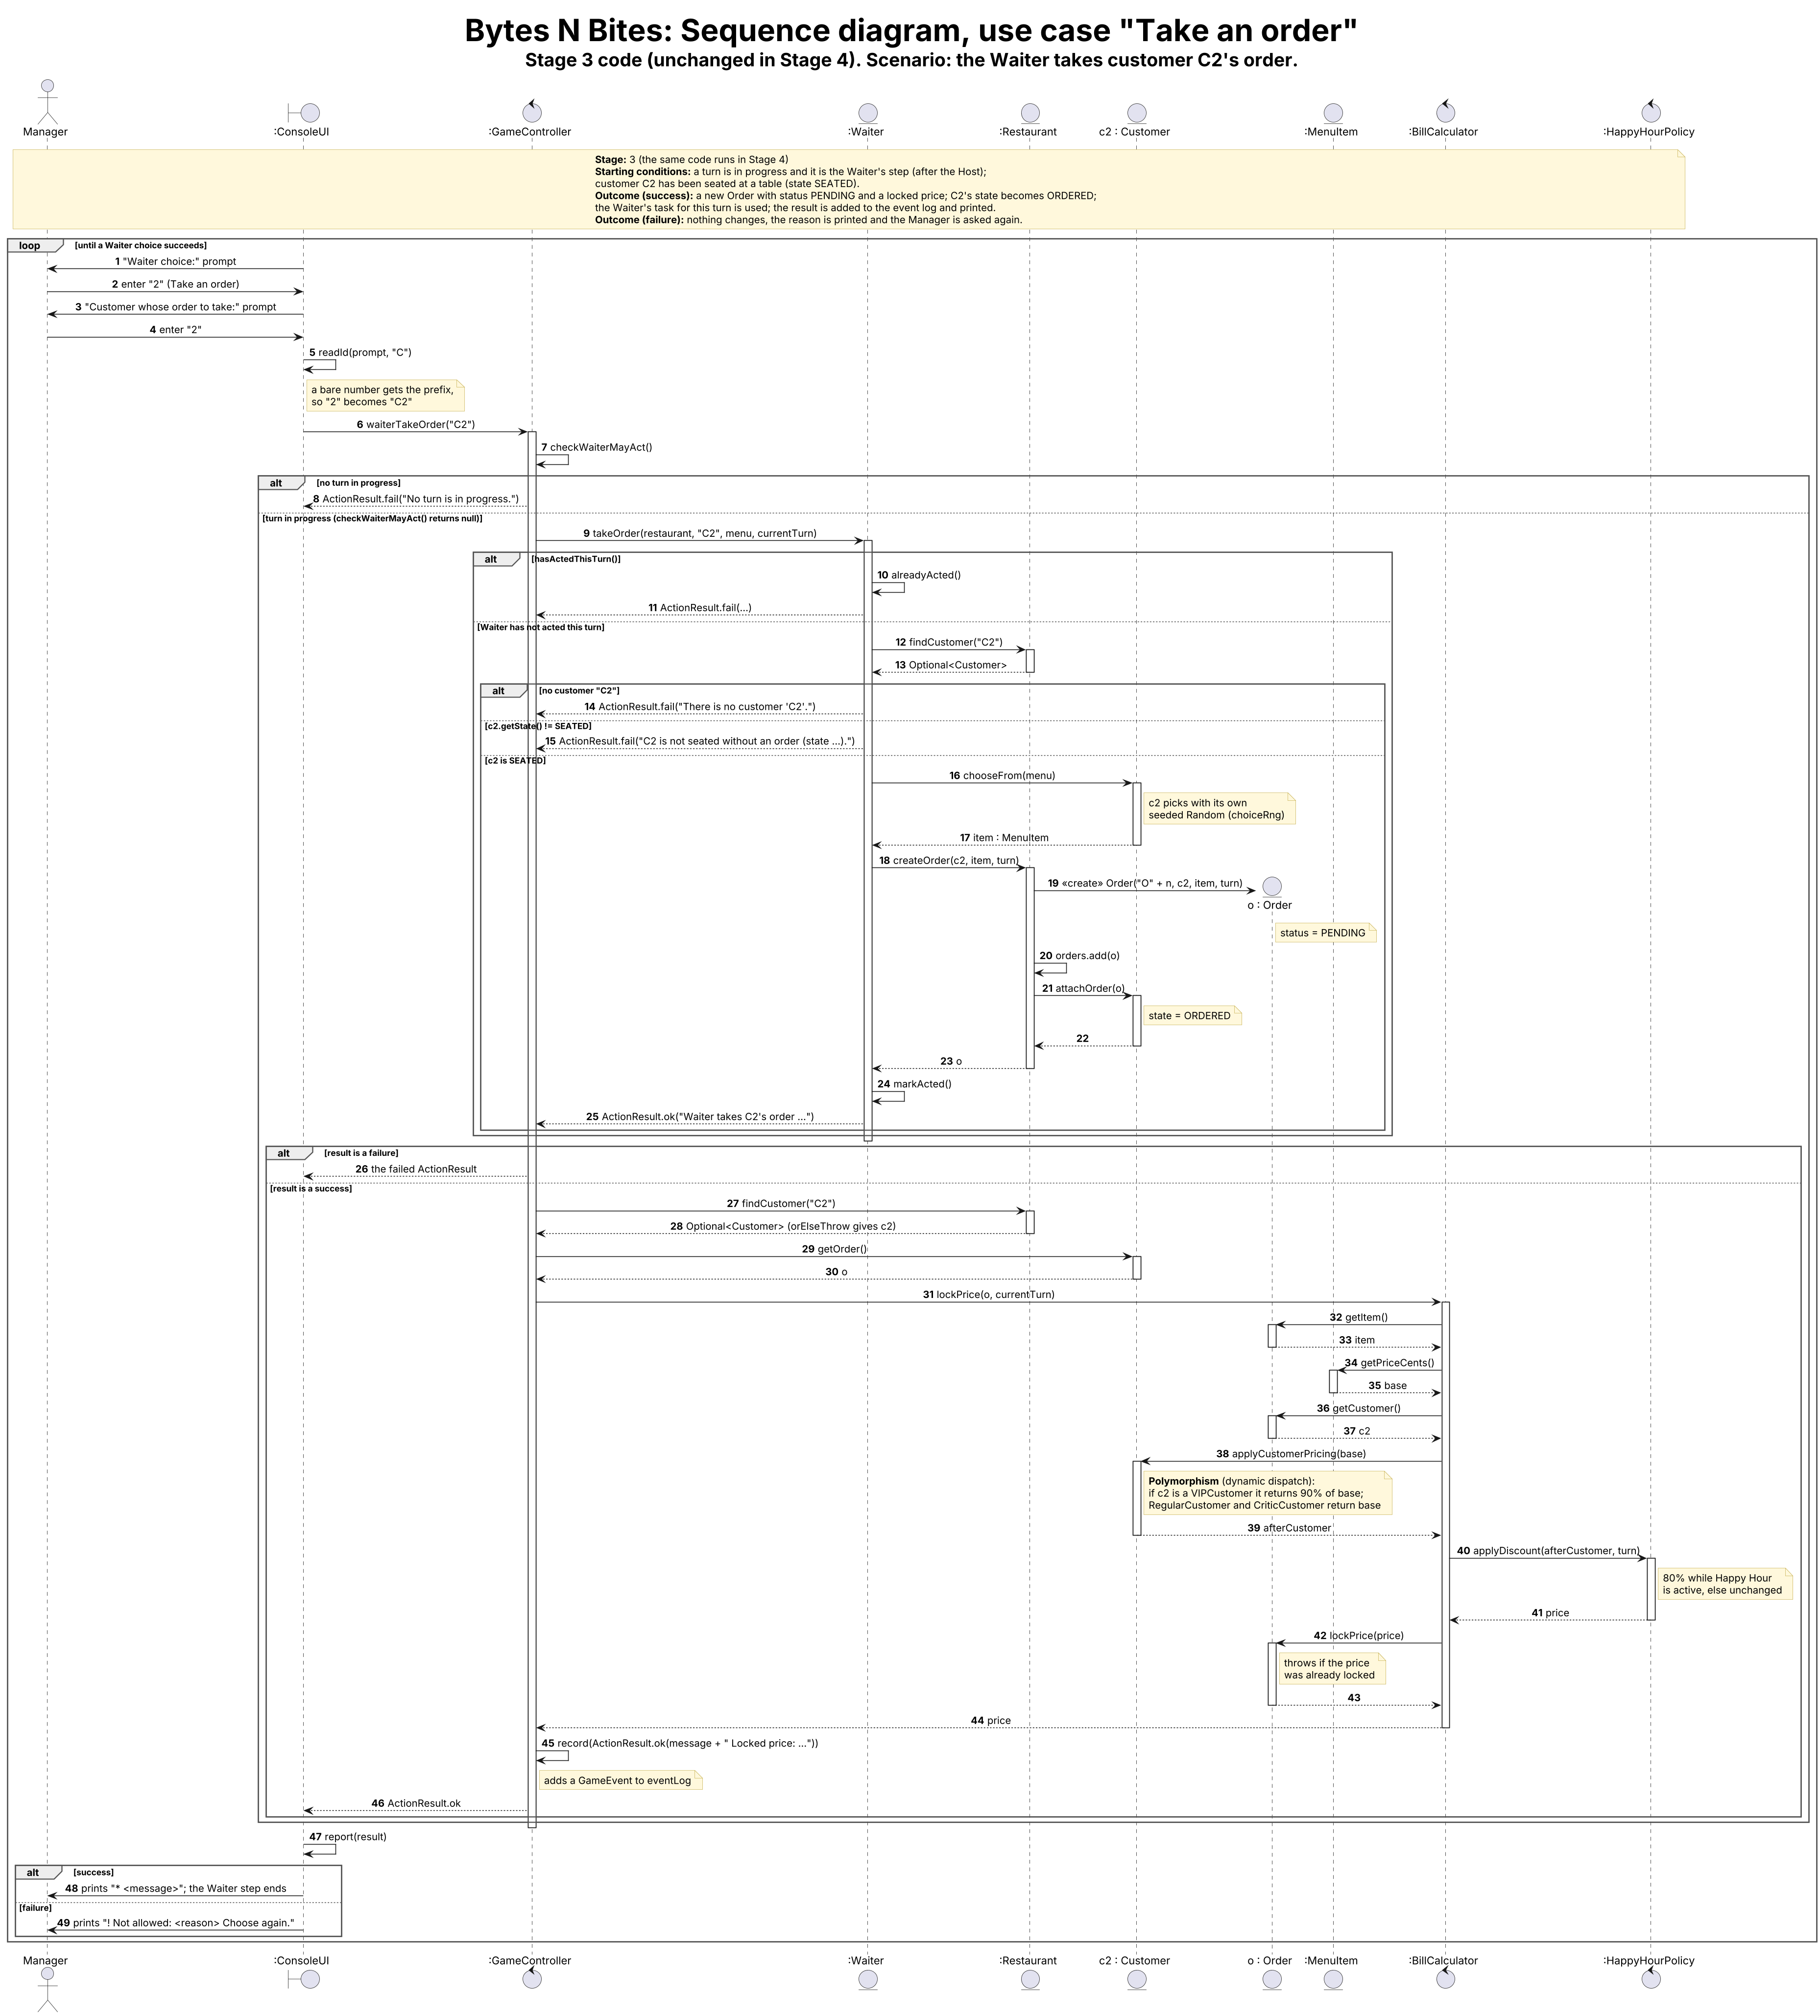 Bytes N Bites: Sequence diagram, use case "Take an order"
Stage 3 code (unchanged in Stage 4). Scenario: the Waiter takes customer C2's order.
Manager
:ConsoleUI
:GameController
:Waiter
:Restaurant
c2 : Customer
:MenuItem
:BillCalculator
:HappyHourPolicy
Stage: 3 (the same code runs in Stage 4)
Starting conditions: a turn is in progress and it is the Waiter's step (after the Host);
customer C2 has been seated at a table (state SEATED).
Outcome (success): a new Order with status PENDING and a locked price; C2's state becomes ORDERED;
the Waiter's task for this turn is used; the result is added to the event log and printed.
Outcome (failure): nothing changes, the reason is printed and the Manager is asked again.
loop [until a Waiter choice succeeds]
1 "Waiter choice:" prompt
2 enter "2" (Take an order)
3 "Customer whose order to take:" prompt
4 enter "2"
5 readId(prompt, "C")
a bare number gets the prefix,
so "2" becomes "C2"
6 waiterTakeOrder("C2")
7 checkWaiterMayAct()
alt [no turn in progress]
8 ActionResult.fail("No turn is in progress.")
[turn in progress (checkWaiterMayAct() returns null)]
9 takeOrder(restaurant, "C2", menu, currentTurn)
alt [hasActedThisTurn()]
10 alreadyActed()
11 ActionResult.fail(...)
[Waiter has not acted this turn]
12 findCustomer("C2")
13 Optional<Customer>
alt [no customer "C2"]
14 ActionResult.fail("There is no customer 'C2'.")
[c2.getState() != SEATED]
15 ActionResult.fail("C2 is not seated without an order (state ...).")
[c2 is SEATED]
16 chooseFrom(menu)
c2 picks with its own
seeded Random (choiceRng)
17 item : MenuItem
18 createOrder(c2, item, turn)
19 «create» Order("O" + n, c2, item, turn)
o : Order
status = PENDING
20 orders.add(o)
21 attachOrder(o)
state = ORDERED
22
23 o
24 markActed()
25 ActionResult.ok("Waiter takes C2's order ...")
alt [result is a failure]
26 the failed ActionResult
[result is a success]
27 findCustomer("C2")
28 Optional<Customer> (orElseThrow gives c2)
29 getOrder()
30 o
31 lockPrice(o, currentTurn)
32 getItem()
33 item
34 getPriceCents()
35 base
36 getCustomer()
37 c2
38 applyCustomerPricing(base)
Polymorphism (dynamic dispatch):
if c2 is a VIPCustomer it returns 90% of base;
RegularCustomer and CriticCustomer return base
39 afterCustomer
40 applyDiscount(afterCustomer, turn)
80% while Happy Hour
is active, else unchanged
41 price
42 lockPrice(price)
throws if the price
was already locked
43
44 price
45 record(ActionResult.ok(message + " Locked price: ..."))
adds a GameEvent to eventLog
46 ActionResult.ok
47 report(result)
alt [success]
48 prints "* <message>"; the Waiter step ends
[failure]
49 prints "! Not allowed: <reason> Choose again."
Manager
:ConsoleUI
:GameController
:Waiter
:Restaurant
c2 : Customer
o : Order
:MenuItem
:BillCalculator
:HappyHourPolicy